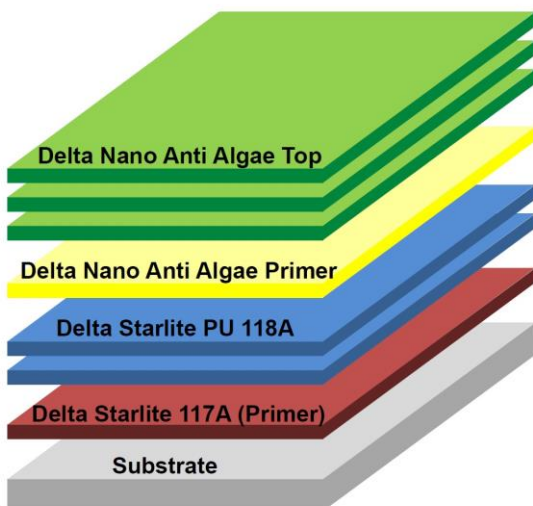 Delta Nano Anti Algae Top
Delta Nano Anti Algae Primer
Delta Starlite PU 118A
Delta Starlite 117A (Primer)
Substrate